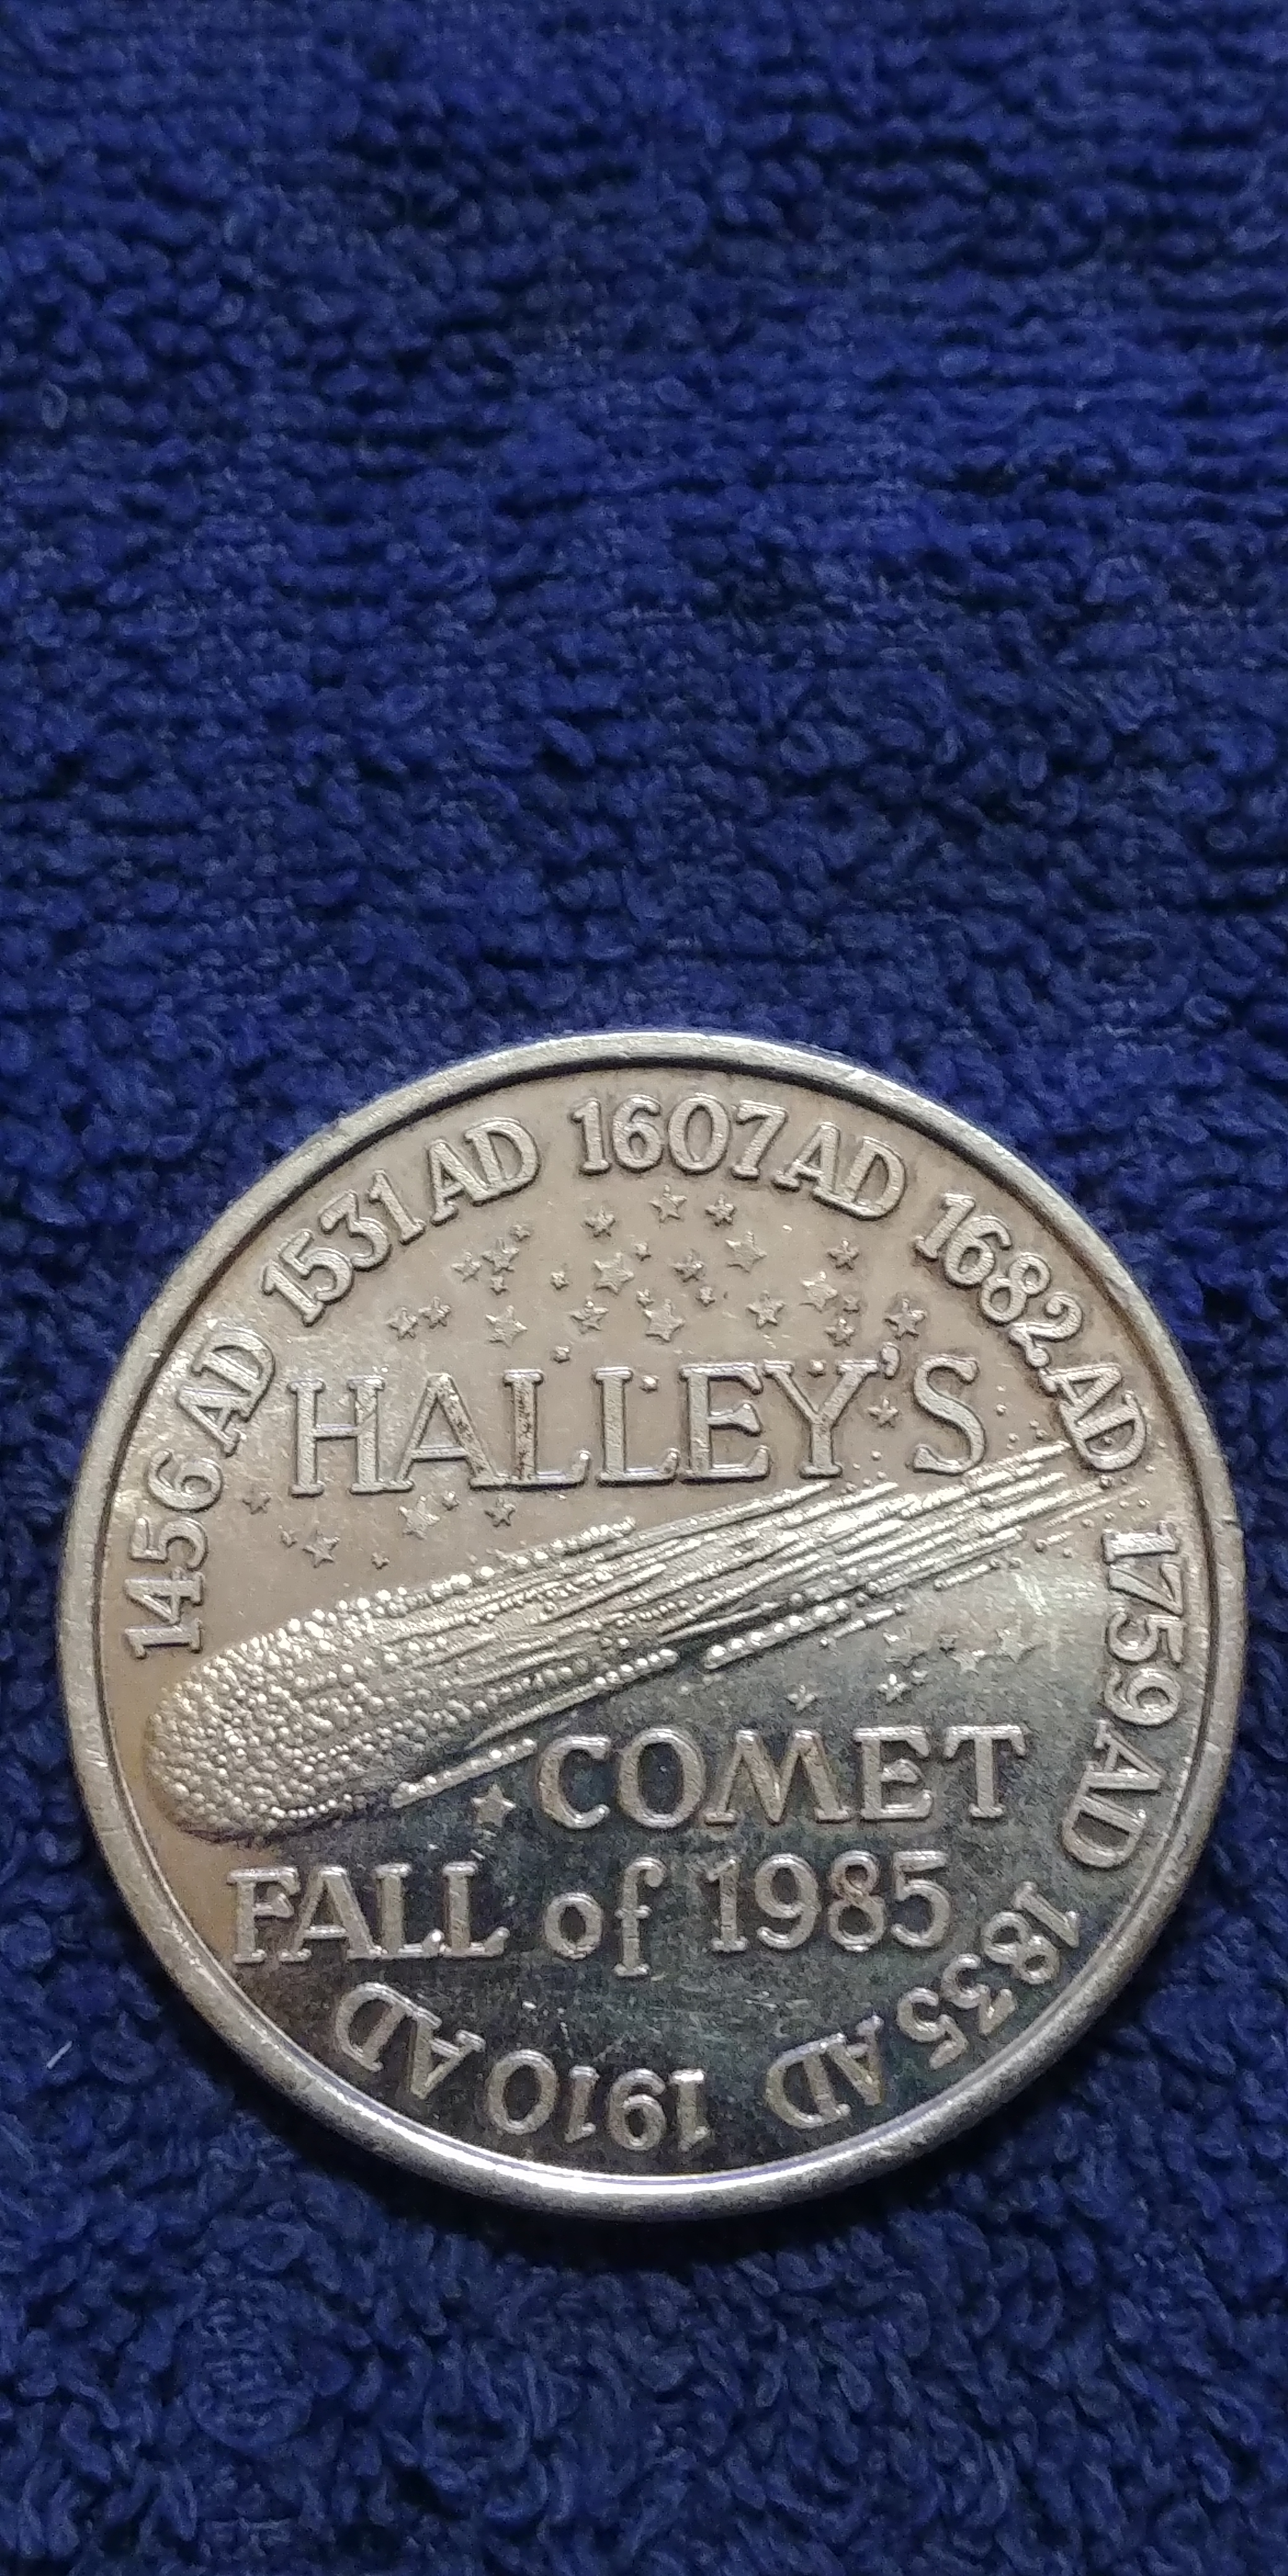 1456 AD 1531 AD 1607 AD 1682 AD 1759 AD 1835 AD 1910 AD
HALLEY'S
COMET
FALL of 1985